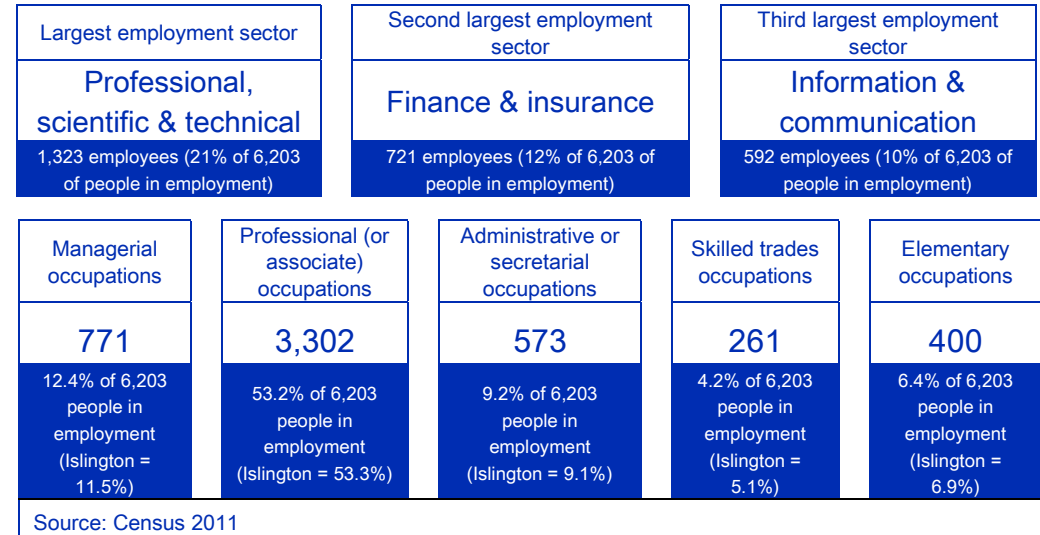 Largest employment sector
Professional,
scientific & technical
1,323 employees (21% of 6,203
of people in employment)
Second largest employment
sector
Finance & insurance
721 employees (12% of 6,203 of
people in employment)
Third largest employment
sector
Information &
communication
592 employees (10% of 6,203 of
people in employment)
Managerial
occupations
771
12.4% of 6,203
people in
employment
(Islington =
11.5%)
Professional (or
associate)
occupations
3,302
53.2% of 6,203
people in
employment
(Islington = 53.3%)
Administrative or
secretarial
occupations
573
9.2% of 6,203
people in
employment
(Islington = 9.1%)
Skilled trades
occupations
261
4.2% of 6,203
people in
employment
(Islington =
5.1%)
Elementary
occupations
400
6.4% of 6,203
people in
employment
(Islington =
6.9%)
Source: Census 2011